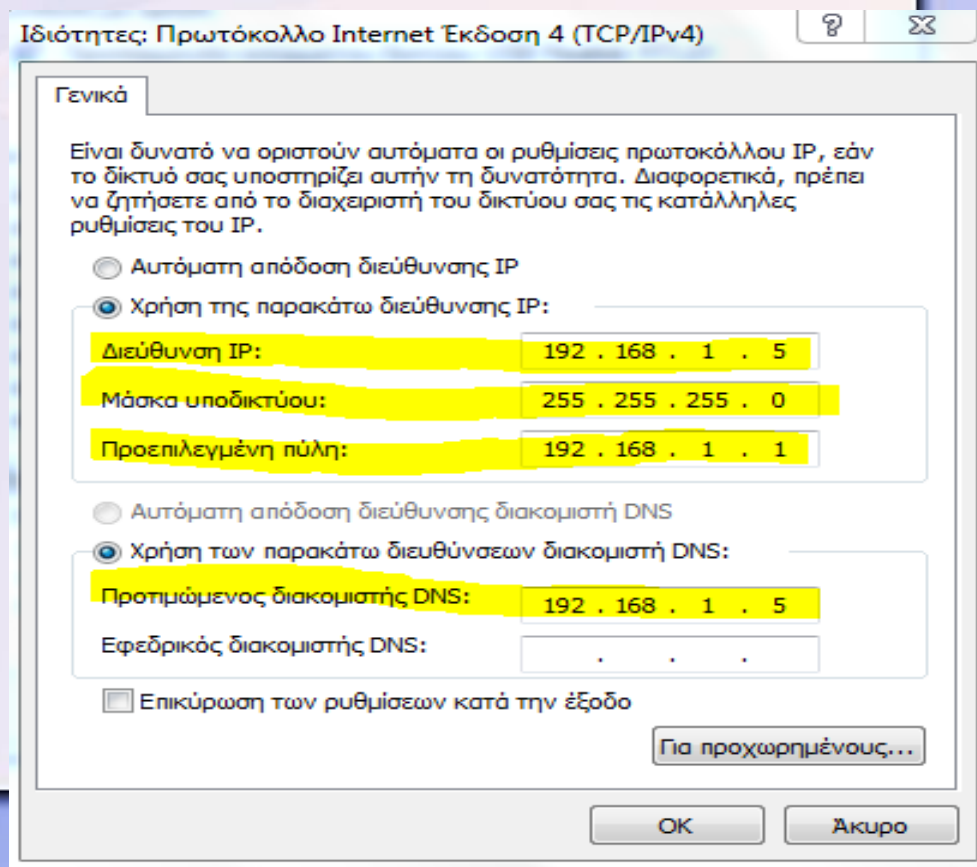 Ιδιότητες: Πρωτόκολλο Internet Έκδοση 4 (TCP/IPv4)
Γενικά
Είναι δυνατό να οριστούν αυτόματα οι ρυθμίσεις πρωτοκόλλου IP, εάν
το δίκτυό σας υποστηρίζει αυτήν τη δυνατότητα. Διαφορετικά, πρέπει
να ζητήσετε από το διαχειριστή του δικτύου σας τις κατάλληλες
ρυθμίσεις του IP.
Αυτόματη απόδοση διεύθυνσης IP
Χρήση της παρακάτω διεύθυνσης IP:
Διεύθυνση IP: 192 . 168 . 1 . 5
Μάσκα υποδικτύου: 255 . 255 . 255 . 0
Προεπιλεγμένη πύλη: 192 . 168 . 1 . 1
Αυτόματη απόδοση διεύθυνσης διακομιστή DNS
Χρήση των παρακάτω διευθύνσεων διακομιστή DNS:
Προτιμώμενος διακομιστής DNS: 192 . 168 . 1 . 5
Εφεδρικός διακομιστής DNS: . . .
Επικύρωση των ρυθμίσεων κατά την έξοδο
Για προχωρημένους...
OK Άκυρο